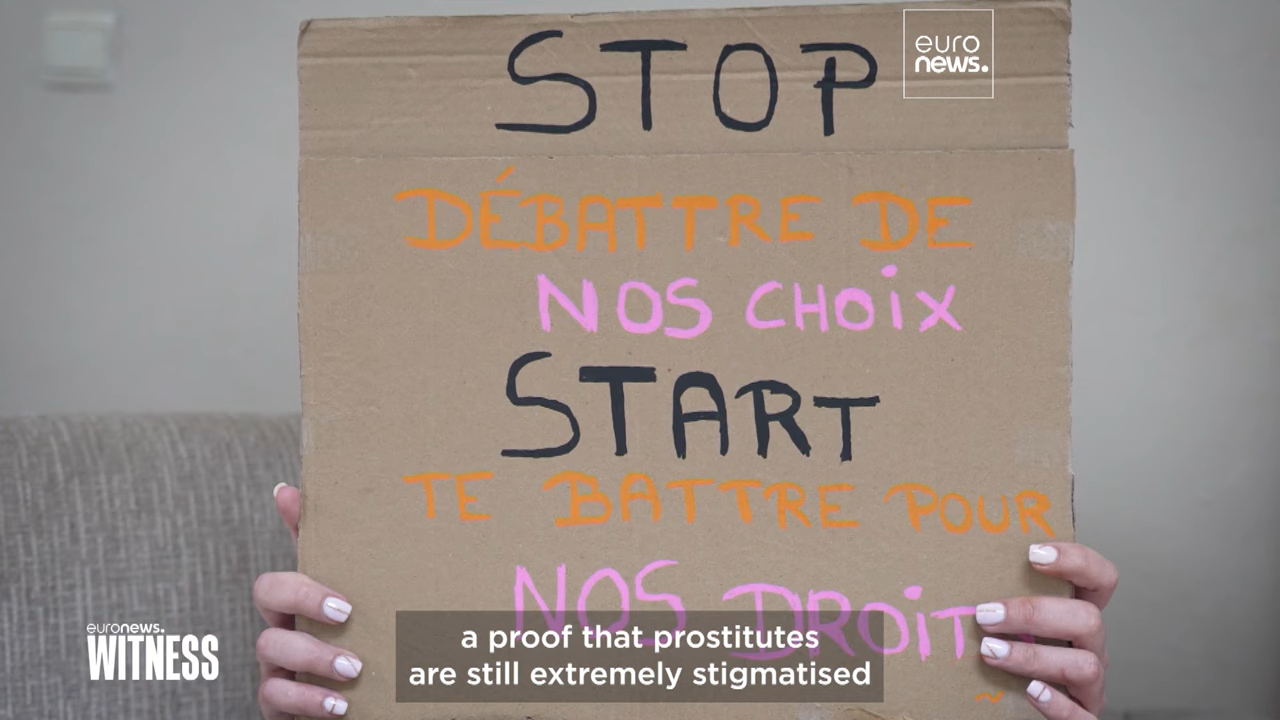 STOP
euro
news.
DÉBATTRE DE
NOS CHOIX
START
TE BATTRE POUR
NOS DROIT
euronews.
WITNESS
a proof that prostitutes
are still extremely stigmatised